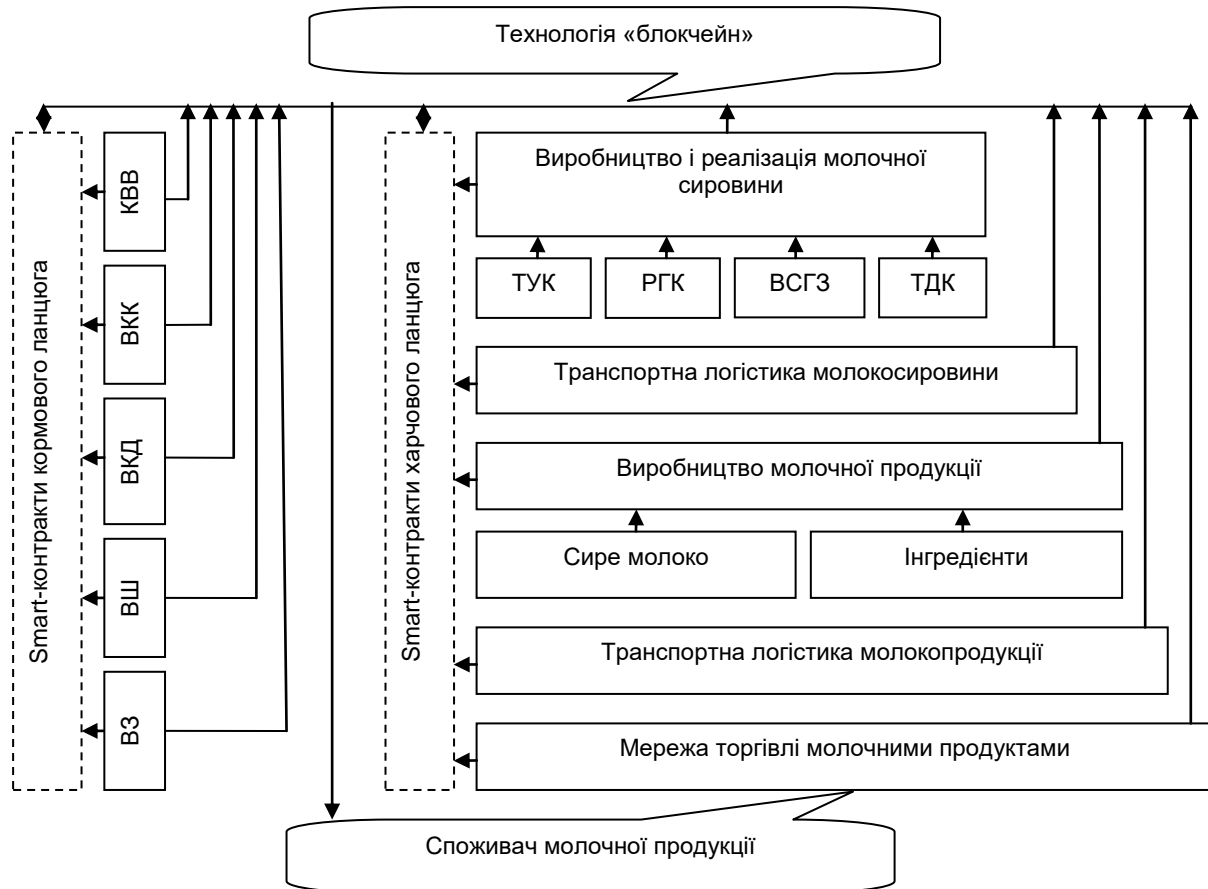 Технологія «блокчейн»
Smart-контракти кормового ланцюга
КВВ
ВКК
ВКД
ВШ
ВЗ
Smart-контракти харчового ланцюга
Виробництво і реалізація молочної
сировини
ТУК
РГК
ВСГЗ
ТДК
Транспортна логістика молокосировини
Виробництво молочної продукції
Сире молоко
Інгредієнти
Транспортна логістика молокопродукції
Мережа торгівлі молочними продуктами
Споживач молочної продукції